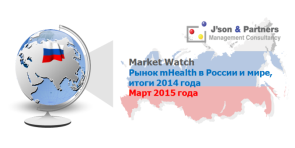 J'son & Partners
Management Consultancy
Market Watch
Рынок mHealth в России и мире,
итоги 2014 года
Март 2015 года